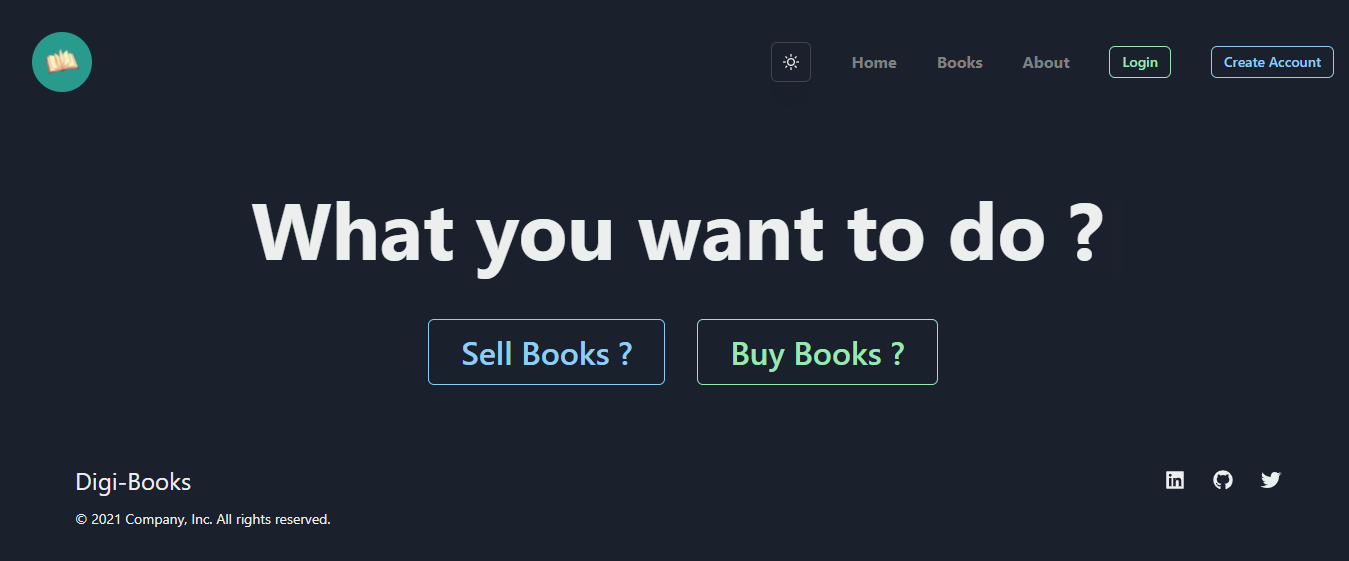 Home Books About Login Create Account
What you want to do ?
Sell Books ? Buy Books ?
Digi-Books
© 2021 Company, Inc. All rights reserved.